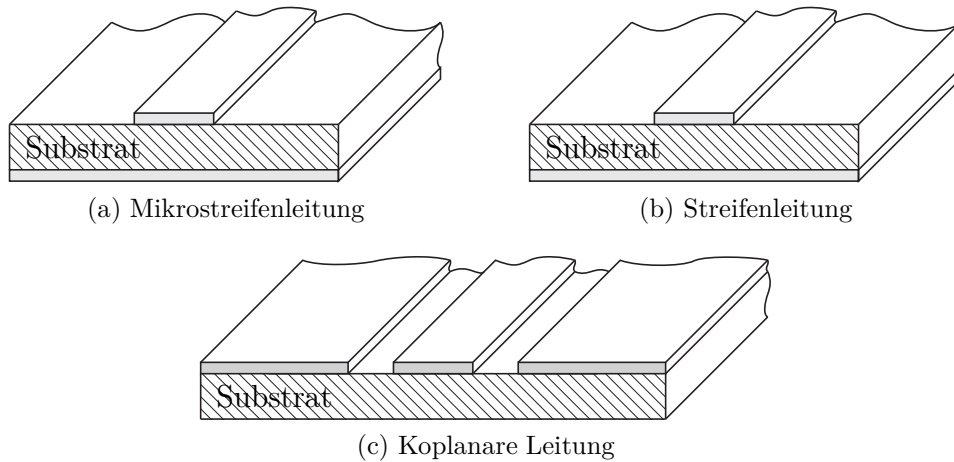 Substrat
Substrat
(a) Mikrostreifenleitung
(b) Streifenleitung
Substrat
(c) Koplanare Leitung